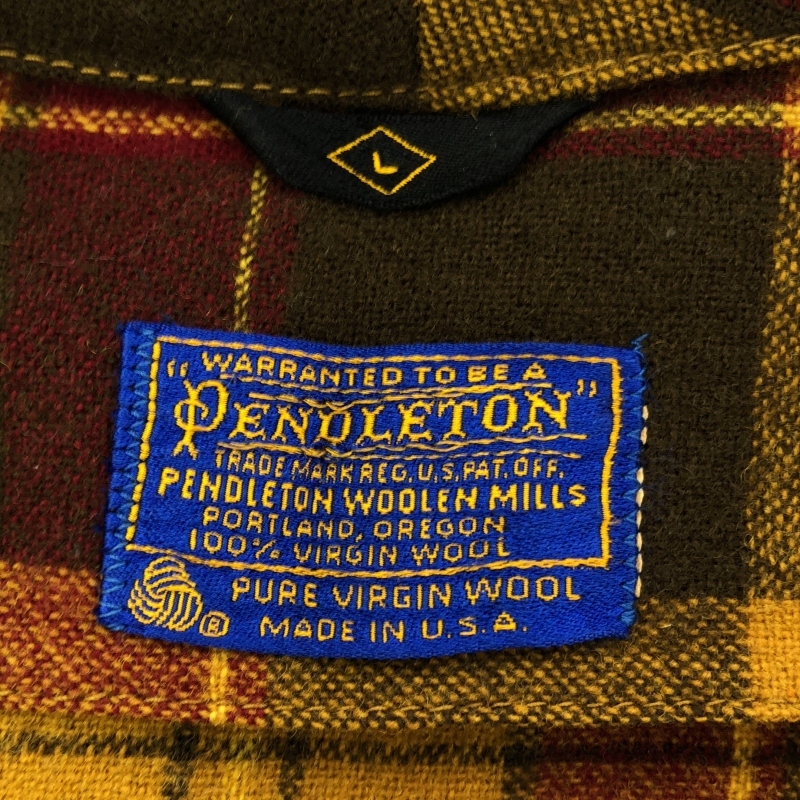 L
"WARRANTED TO BE A
PENDLETON"
TRADE MARK REG. U.S. PAT. OFF.
PENDLETON WOOLEN MILLS
PORTLAND, OREGON
100% VIRGIN WOOL
PURE VIRGIN WOOL
® MADE IN U.S.A.